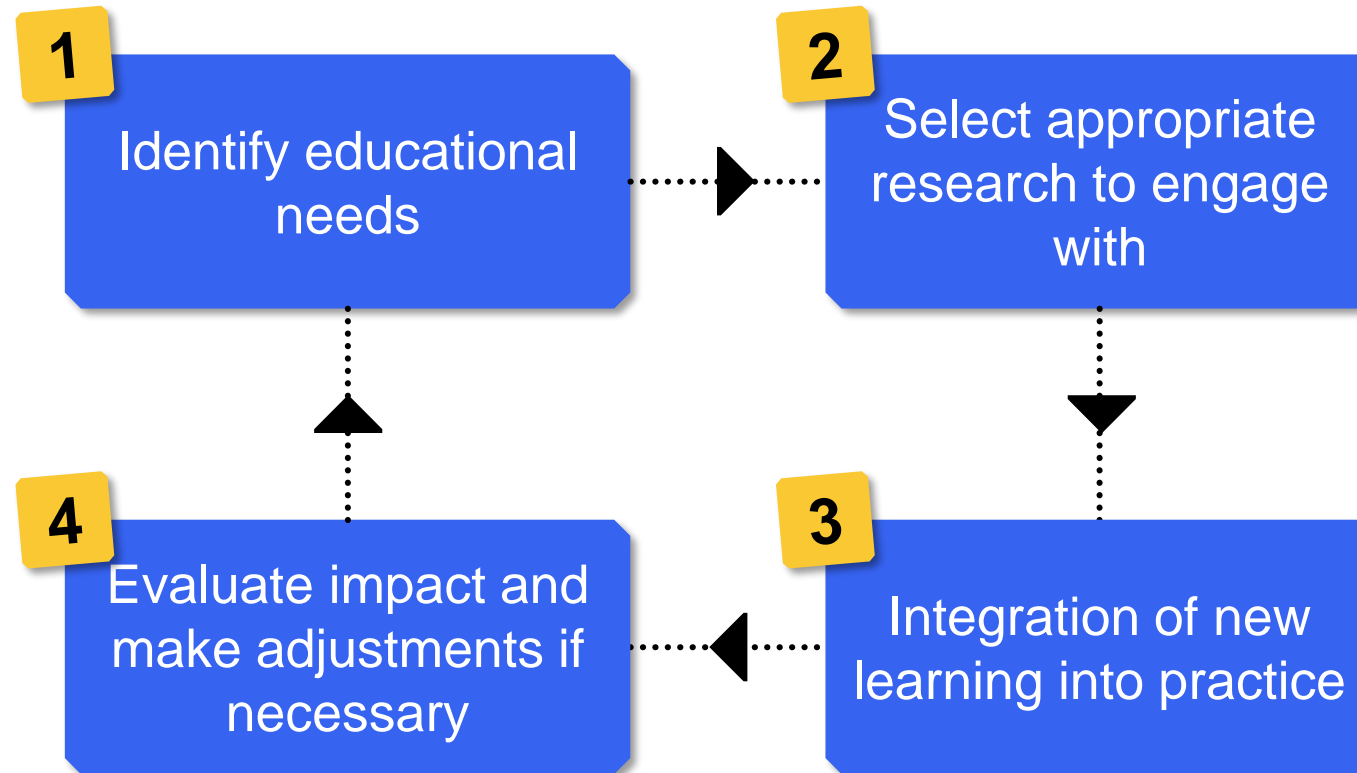 1
Identify educational
needs
2
Select appropriate
research to engage
with
3
Integration of new
learning into practice
4
Evaluate impact and
make adjustments if
necessary